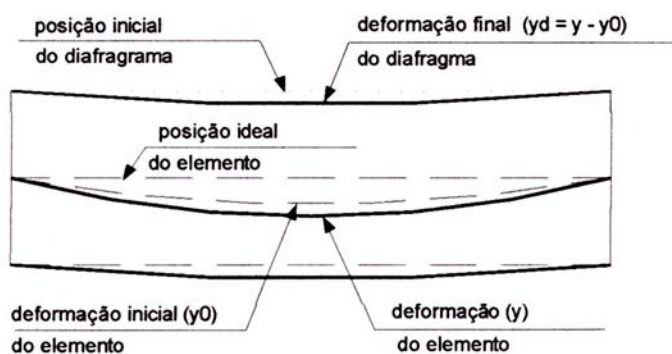 posição inicial
do diafragrama
deformação final (yd = y - y0)
do diafragma
posição ideal
do elemento
deformação inicial (y0)
do elemento
deformação (y)
do elemento